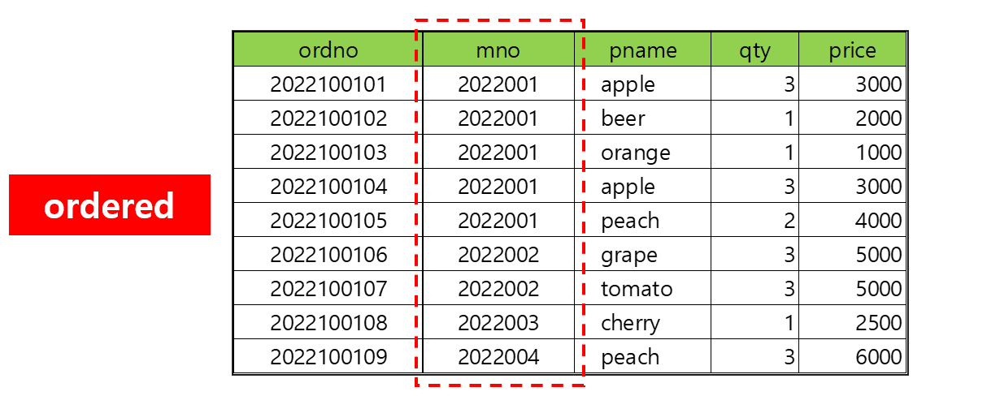 ordno mno pname qty price
2022100101 2022001 apple 3 3000
2022100102 2022001 beer 1 2000
2022100103 2022001 orange 1 1000
2022100104 2022001 apple 3 3000
2022100105 2022001 peach 2 4000
2022100106 2022002 grape 3 5000
2022100107 2022002 tomato 3 5000
2022100108 2022003 cherry 1 2500
2022100109 2022004 peach 3 6000
ordered